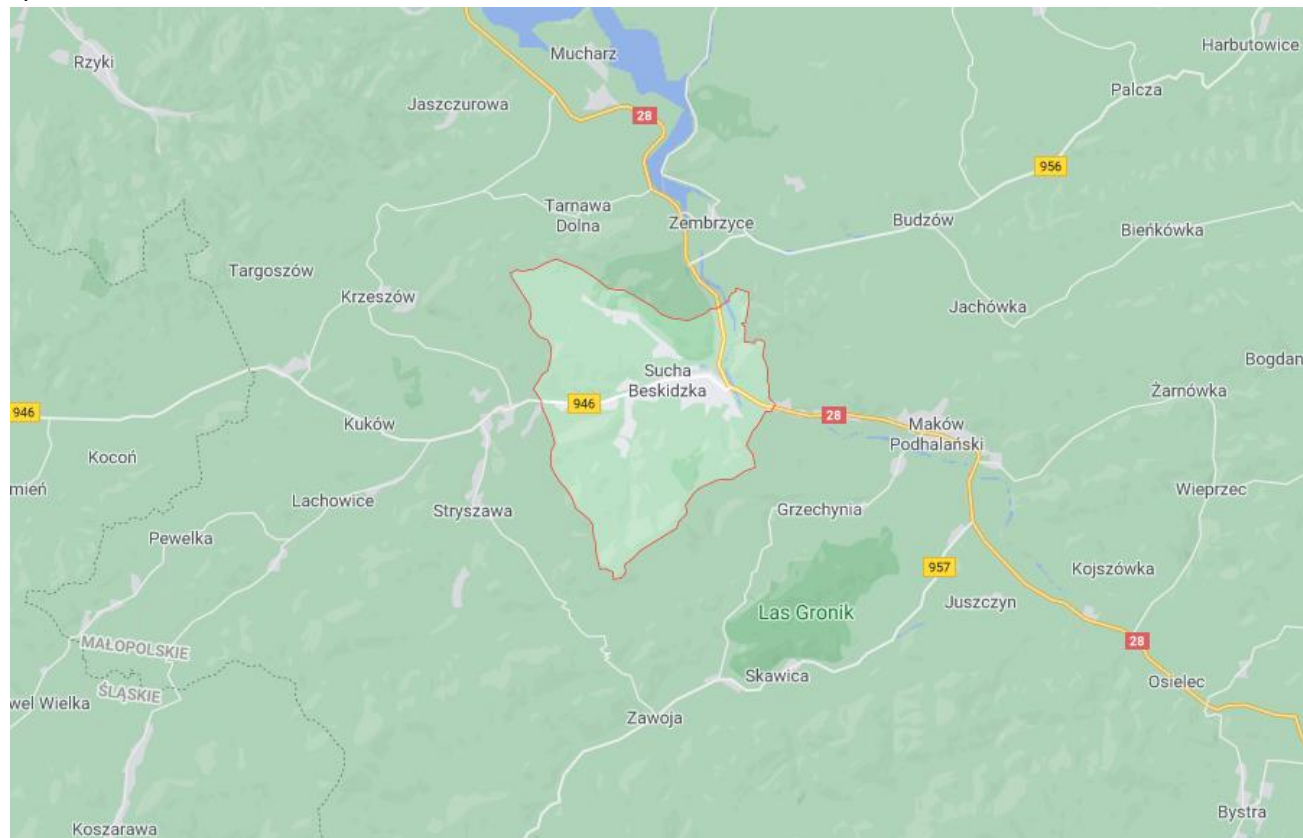 Mucharz
Harbutowice
Rzyki
Palcza
Jaszczurowa
28
956
Tarnawa
Dolna
Zembrzyce
Budzów
Bieńkówka
Targoszów
Krzeszów
Jachówka
Bogdan
Sucha
Beskidzka
Żarnówka
946
946
28
Kuków
Maków
Podhalański
Kocoń
mień
Wieprzec
Lachowice
Stryszawa
Grzechynia
Pewelka
957
Kojszówka
Juszczyn
Las Gronik
28
MAŁOPOLSKIE
ŚLĄSKIE
Skawica
Osielec
wel Wielka
Zawoja
Bystra
Koszarawa